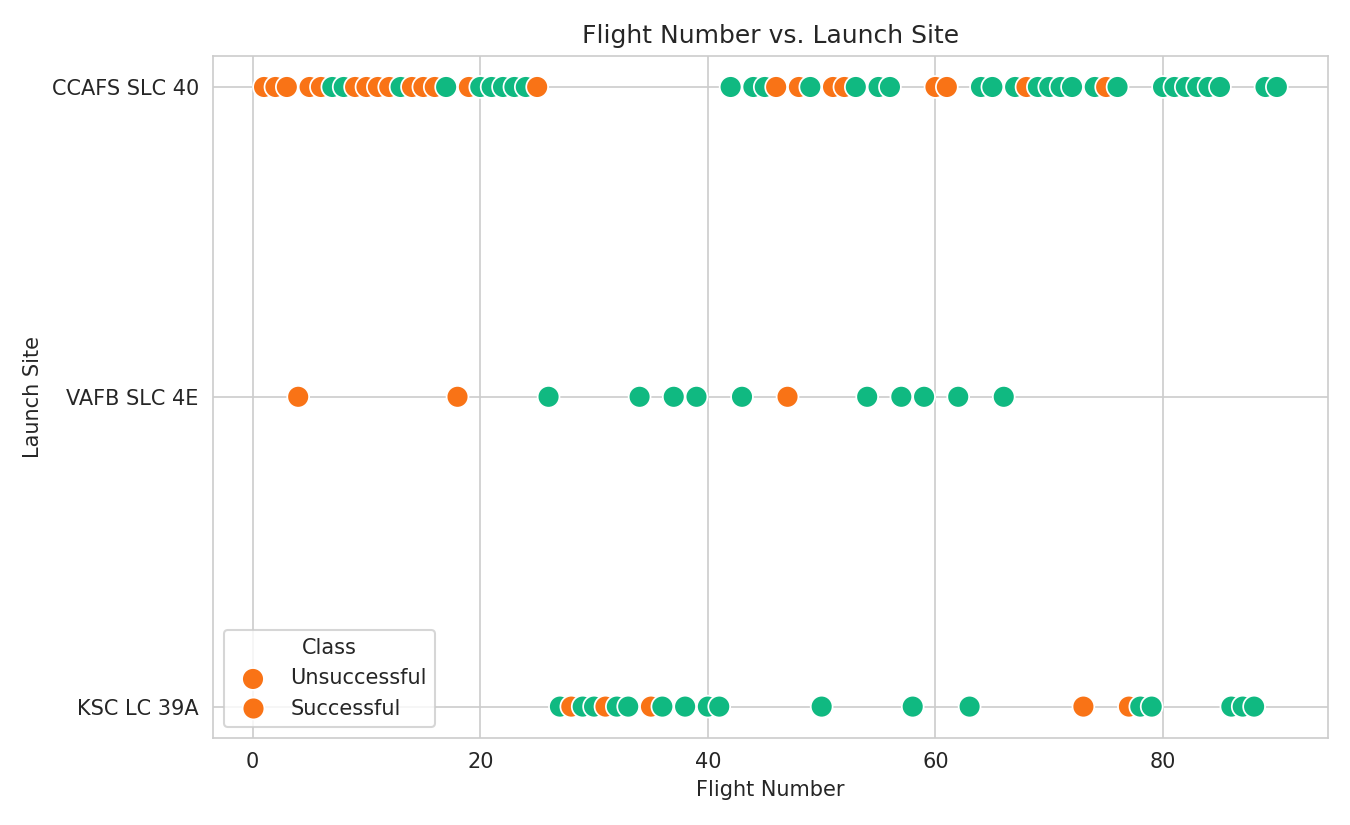 Flight Number vs. Launch Site
CCAFS SLC 40
VAFB SLC 4E
KSC LC 39A
Launch Site
Class
Unsuccessful
Successful
0 20 40 60 80
Flight Number